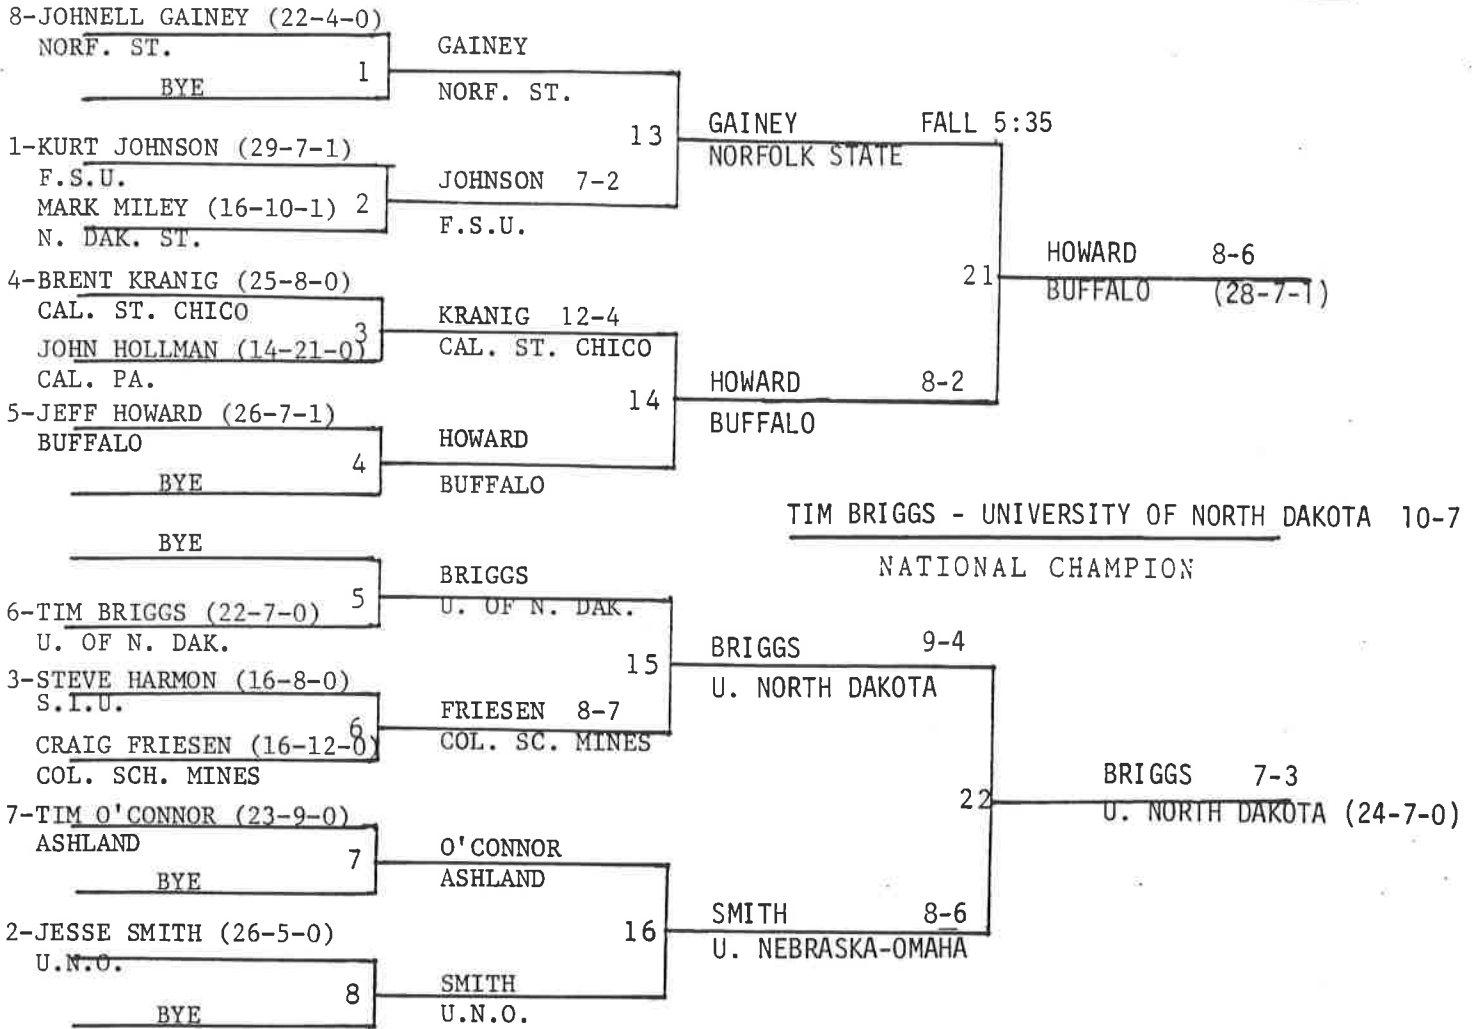 8-JOHNELL GAINEY (22-4-0)
NORF. ST.
1
BYE
GAINEY
NORF. ST.
1-KURT JOHNSON (29-7-1)
F.S.U.
MARK MILEY (16-10-1) 2
N. DAK. ST.
JOHNSON 7-2
F.S.U.
13
GAINEY FALL 5:35
NORFOLK STATE
4-BRENT KRANIG (25-8-0)
CAL. ST. CHICO
3
JOHN HOLLMAN (14-21-0)
CAL. PA.
KRANIG 12-4
CAL. ST. CHICO
5-JEFF HOWARD (26-7-1)
BUFFALO
4
BYE
HOWARD
BUFFALO
14
HOWARD 8-2
BUFFALO
21
HOWARD 8-6
BUFFALO (28-7-1)
TIM BRIGGS - UNIVERSITY OF NORTH DAKOTA 10-7
NATIONAL CHAMPION
BYE
5
6-TIM BRIGGS (22-7-0)
U. OF N. DAK.
BRIGGS
U. OF N. DAK.
3-STEVE HARMON (16-8-0)
S.I.U.
6
CRAIG FRIESEN (16-12-0)
COL. SCH. MINES
FRIESEN 8-7
COL. SC. MINES
15
BRIGGS 9-4
U. NORTH DAKOTA
7-TIM O'CONNOR (23-9-0)
ASHLAND
7
BYE
O'CONNOR
ASHLAND
2-JESSE SMITH (26-5-0)
U.N.O.
8
BYE
SMITH
U.N.O.
16
SMITH 8-6
U. NEBRASKA-OMAHA
22
BRIGGS 7-3
U. NORTH DAKOTA (24-7-0)